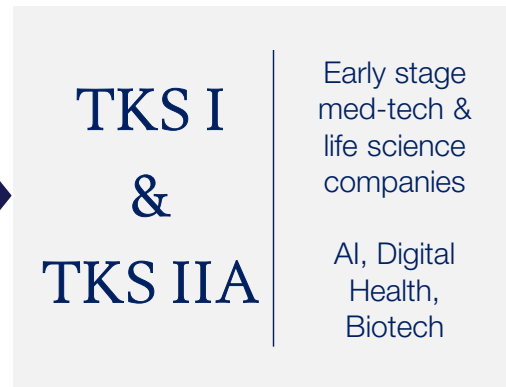 TKS I
&
TKS IIA
Early stage
med-tech &
life science
companies
AI, Digital
Health,
Biotech